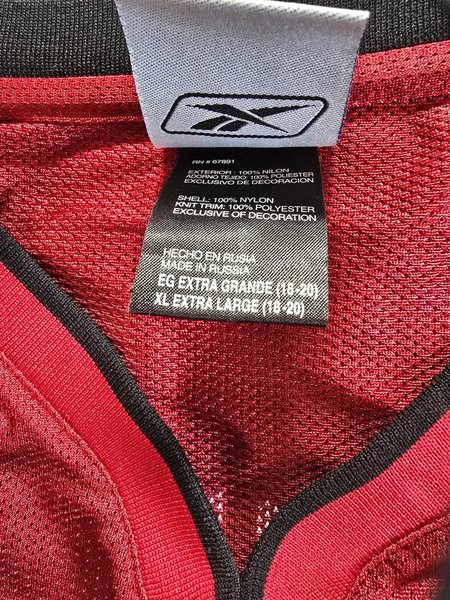 RN # 67891
EXTERIOR : 100% NILON
ADORNO TEJIDO: 100% POLIESTER
EXCLUSIVO DE DECORACION
SHELL: 100% NYLON
KNIT TRIM: 100% POLYESTER
EXCLUSIVE OF DECORATION
HECHO EN RUSIA
MADE IN RUSSIA
EG EXTRA GRANDE (18-20)
XL EXTRA LARGE (18-20)